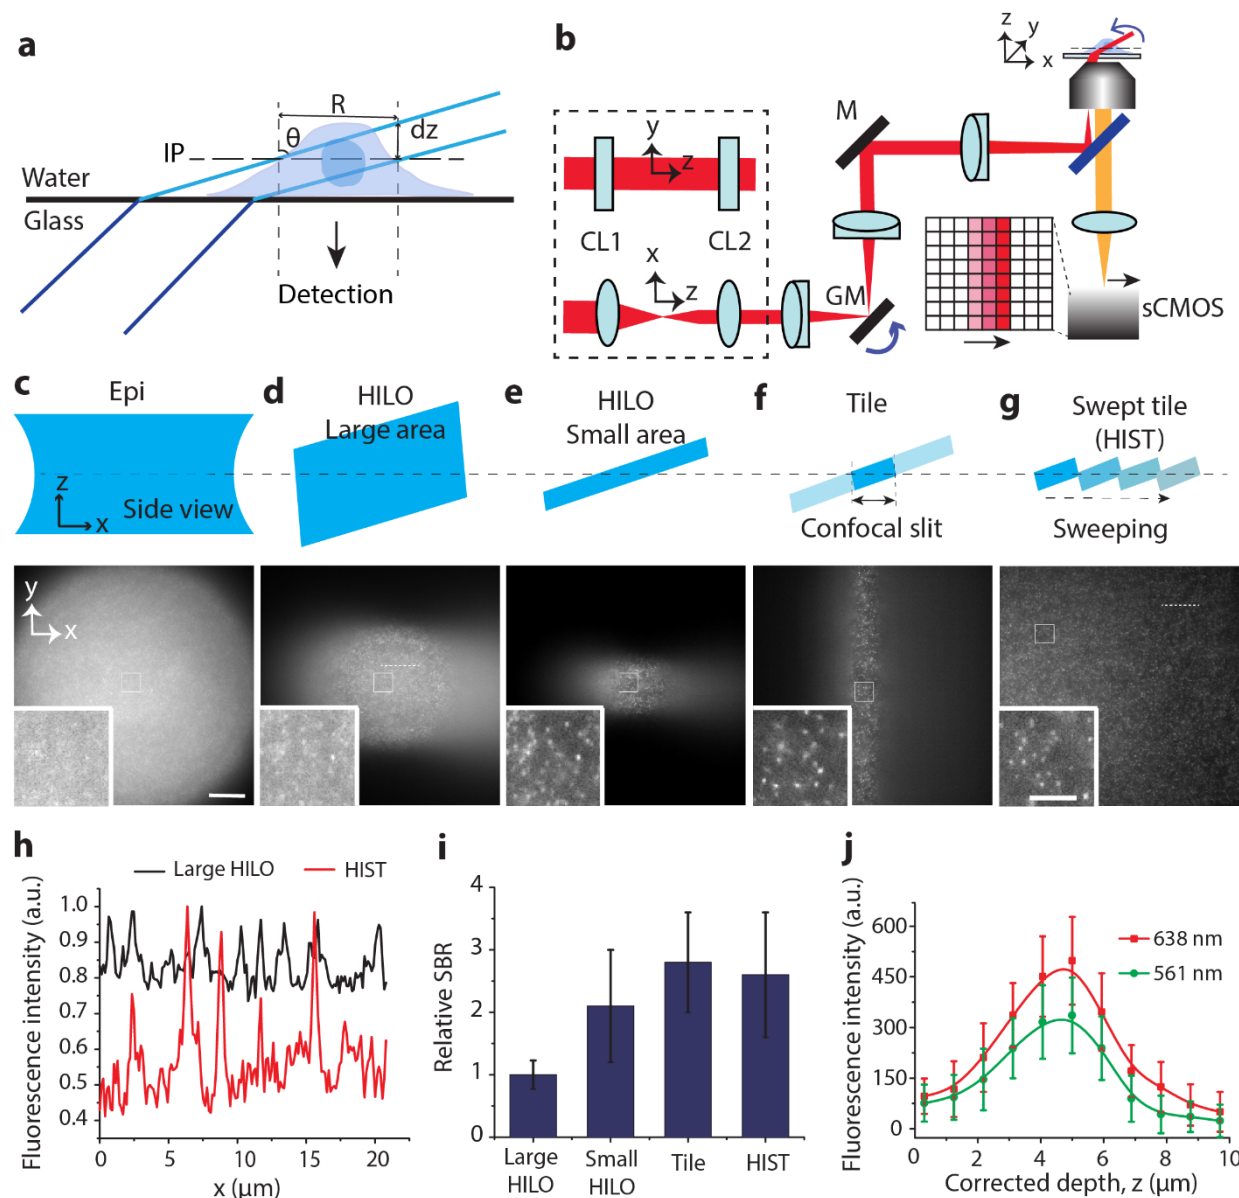 a
R
θ
dz
IP
Water
Glass
Detection
b
z
y
x
M
y
z
CL1
CL2
x
z
GM
sCMOS
c
Epi
z
x
Side view
d
HILO
Large area
e
HILO
Small area
f
Tile
Confocal slit
g
Swept tile
(HIST)
Sweeping
y
x
h
Large HILO
HIST
Fluorescence intensity (a.u.)
1.0
0.9
0.8
0.7
0.6
0.5
0.4
0
5
10
15
20
x (μm)
i
Relative SBR
4
3
2
1
0
Large
HILO
Small
HILO
Tile
HIST
j
638 nm
561 nm
Fluorescence intensity (a.u.)
600
450
300
150
0
0
2
4
6
8
10
Corrected depth, z (μm)